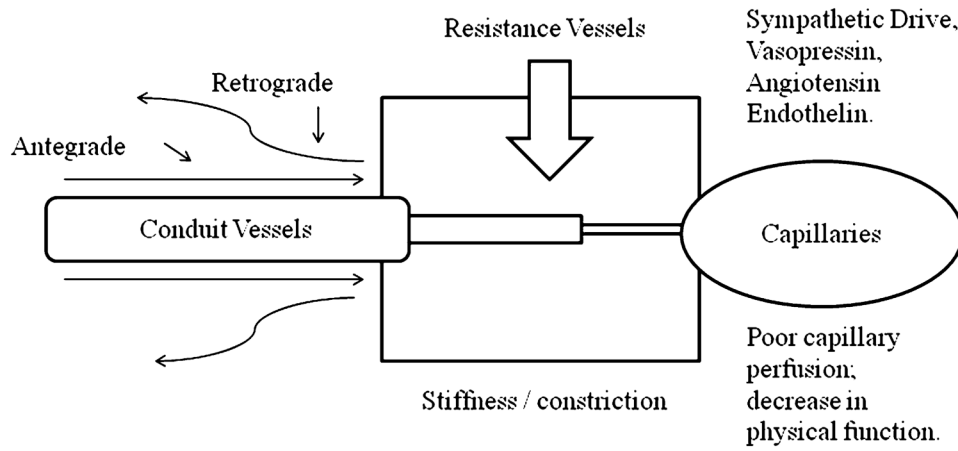 Resistance Vessels
Sympathetic Drive,
Vasopressin,
Angiotensin
Endothelin.
Retrograde
Antegrade
Conduit Vessels
Capillaries
Stiffness / constriction
Poor capillary
perfusion;
decrease in
physical function.